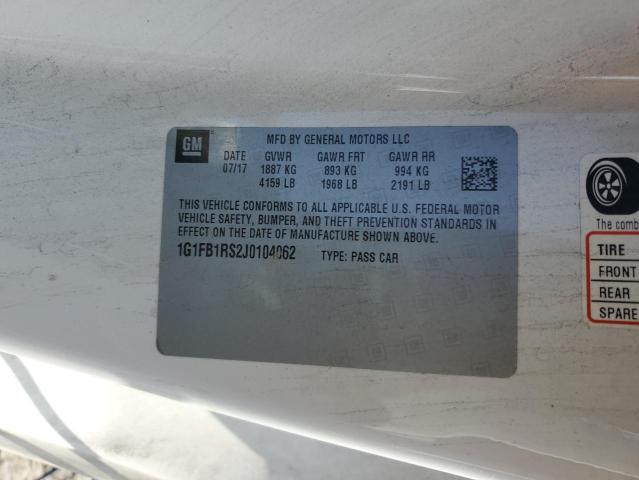 GM
MFD BY GENERAL MOTORS LLC
DATE GVWR GAWR FRT GAWR RR
07/17 1887 KG 893 KG 994 KG
4159 LB 1968 LB 2191 LB
THIS VEHICLE CONFORMS TO ALL APPLICABLE U.S. FEDERAL MOTOR
VEHICLE SAFETY, BUMPER, AND THEFT PREVENTION STANDARDS IN
EFFECT ON THE DATE OF MANUFACTURE SHOWN ABOVE.
1G1FB1RS2J0104062 TYPE: PASS CAR
The comb
TIRE
FRONT
REAR
SPARE